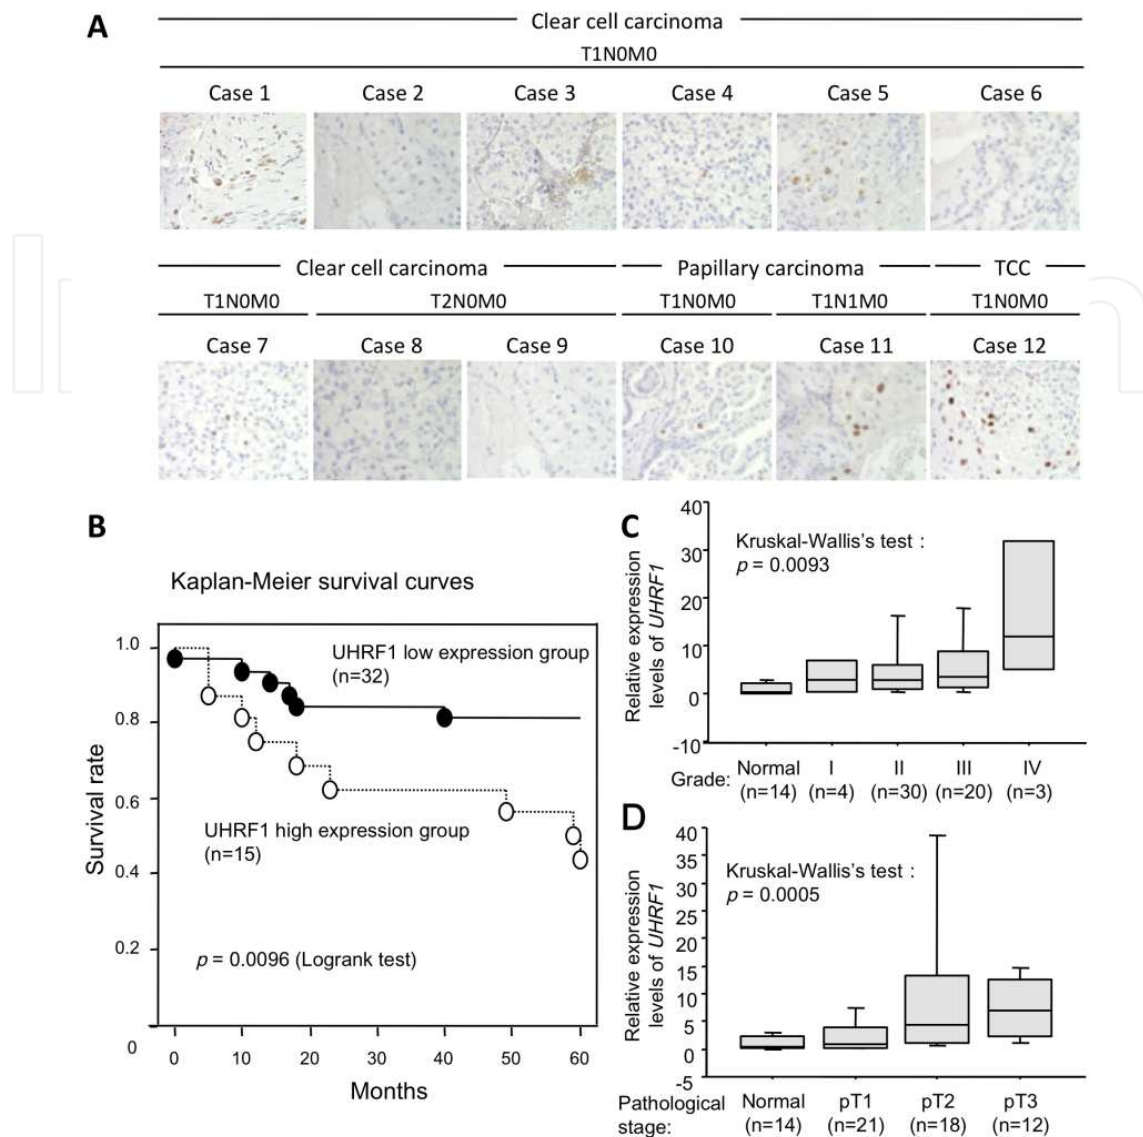 A
Clear cell carcinoma
T1N0M0
Case 1 Case 2 Case 3 Case 4 Case 5 Case 6
Clear cell carcinoma Papillary carcinoma TCC
T1N0M0 T2N0M0 T1N0M0 T1N1M0 T1N0M0
Case 7 Case 8 Case 9 Case 10 Case 11 Case 12
B
Kaplan-Meier survival curves
Survival rate
1.0
0.8
0.6
0.4
0.2
0
UHRF1 low expression group
(n=32)
UHRF1 high expression group
(n=15)
p = 0.0096 (Logrank test)
0 10 20 30 40 50 60
Months
C
Relative expression
levels of UHRF1
40
30
20
10
0
-10
Kruskal-Wallis's test :
p = 0.0093
Grade: Normal I II III IV
(n=14) (n=4) (n=30) (n=20) (n=3)
D
Relative expression
levels of UHRF1
40
35
30
25
20
15
10
5
0
-5
Kruskal-Wallis's test :
p = 0.0005
Pathological
stage:
Normal pT1 pT2 pT3
(n=14) (n=21) (n=18) (n=12)